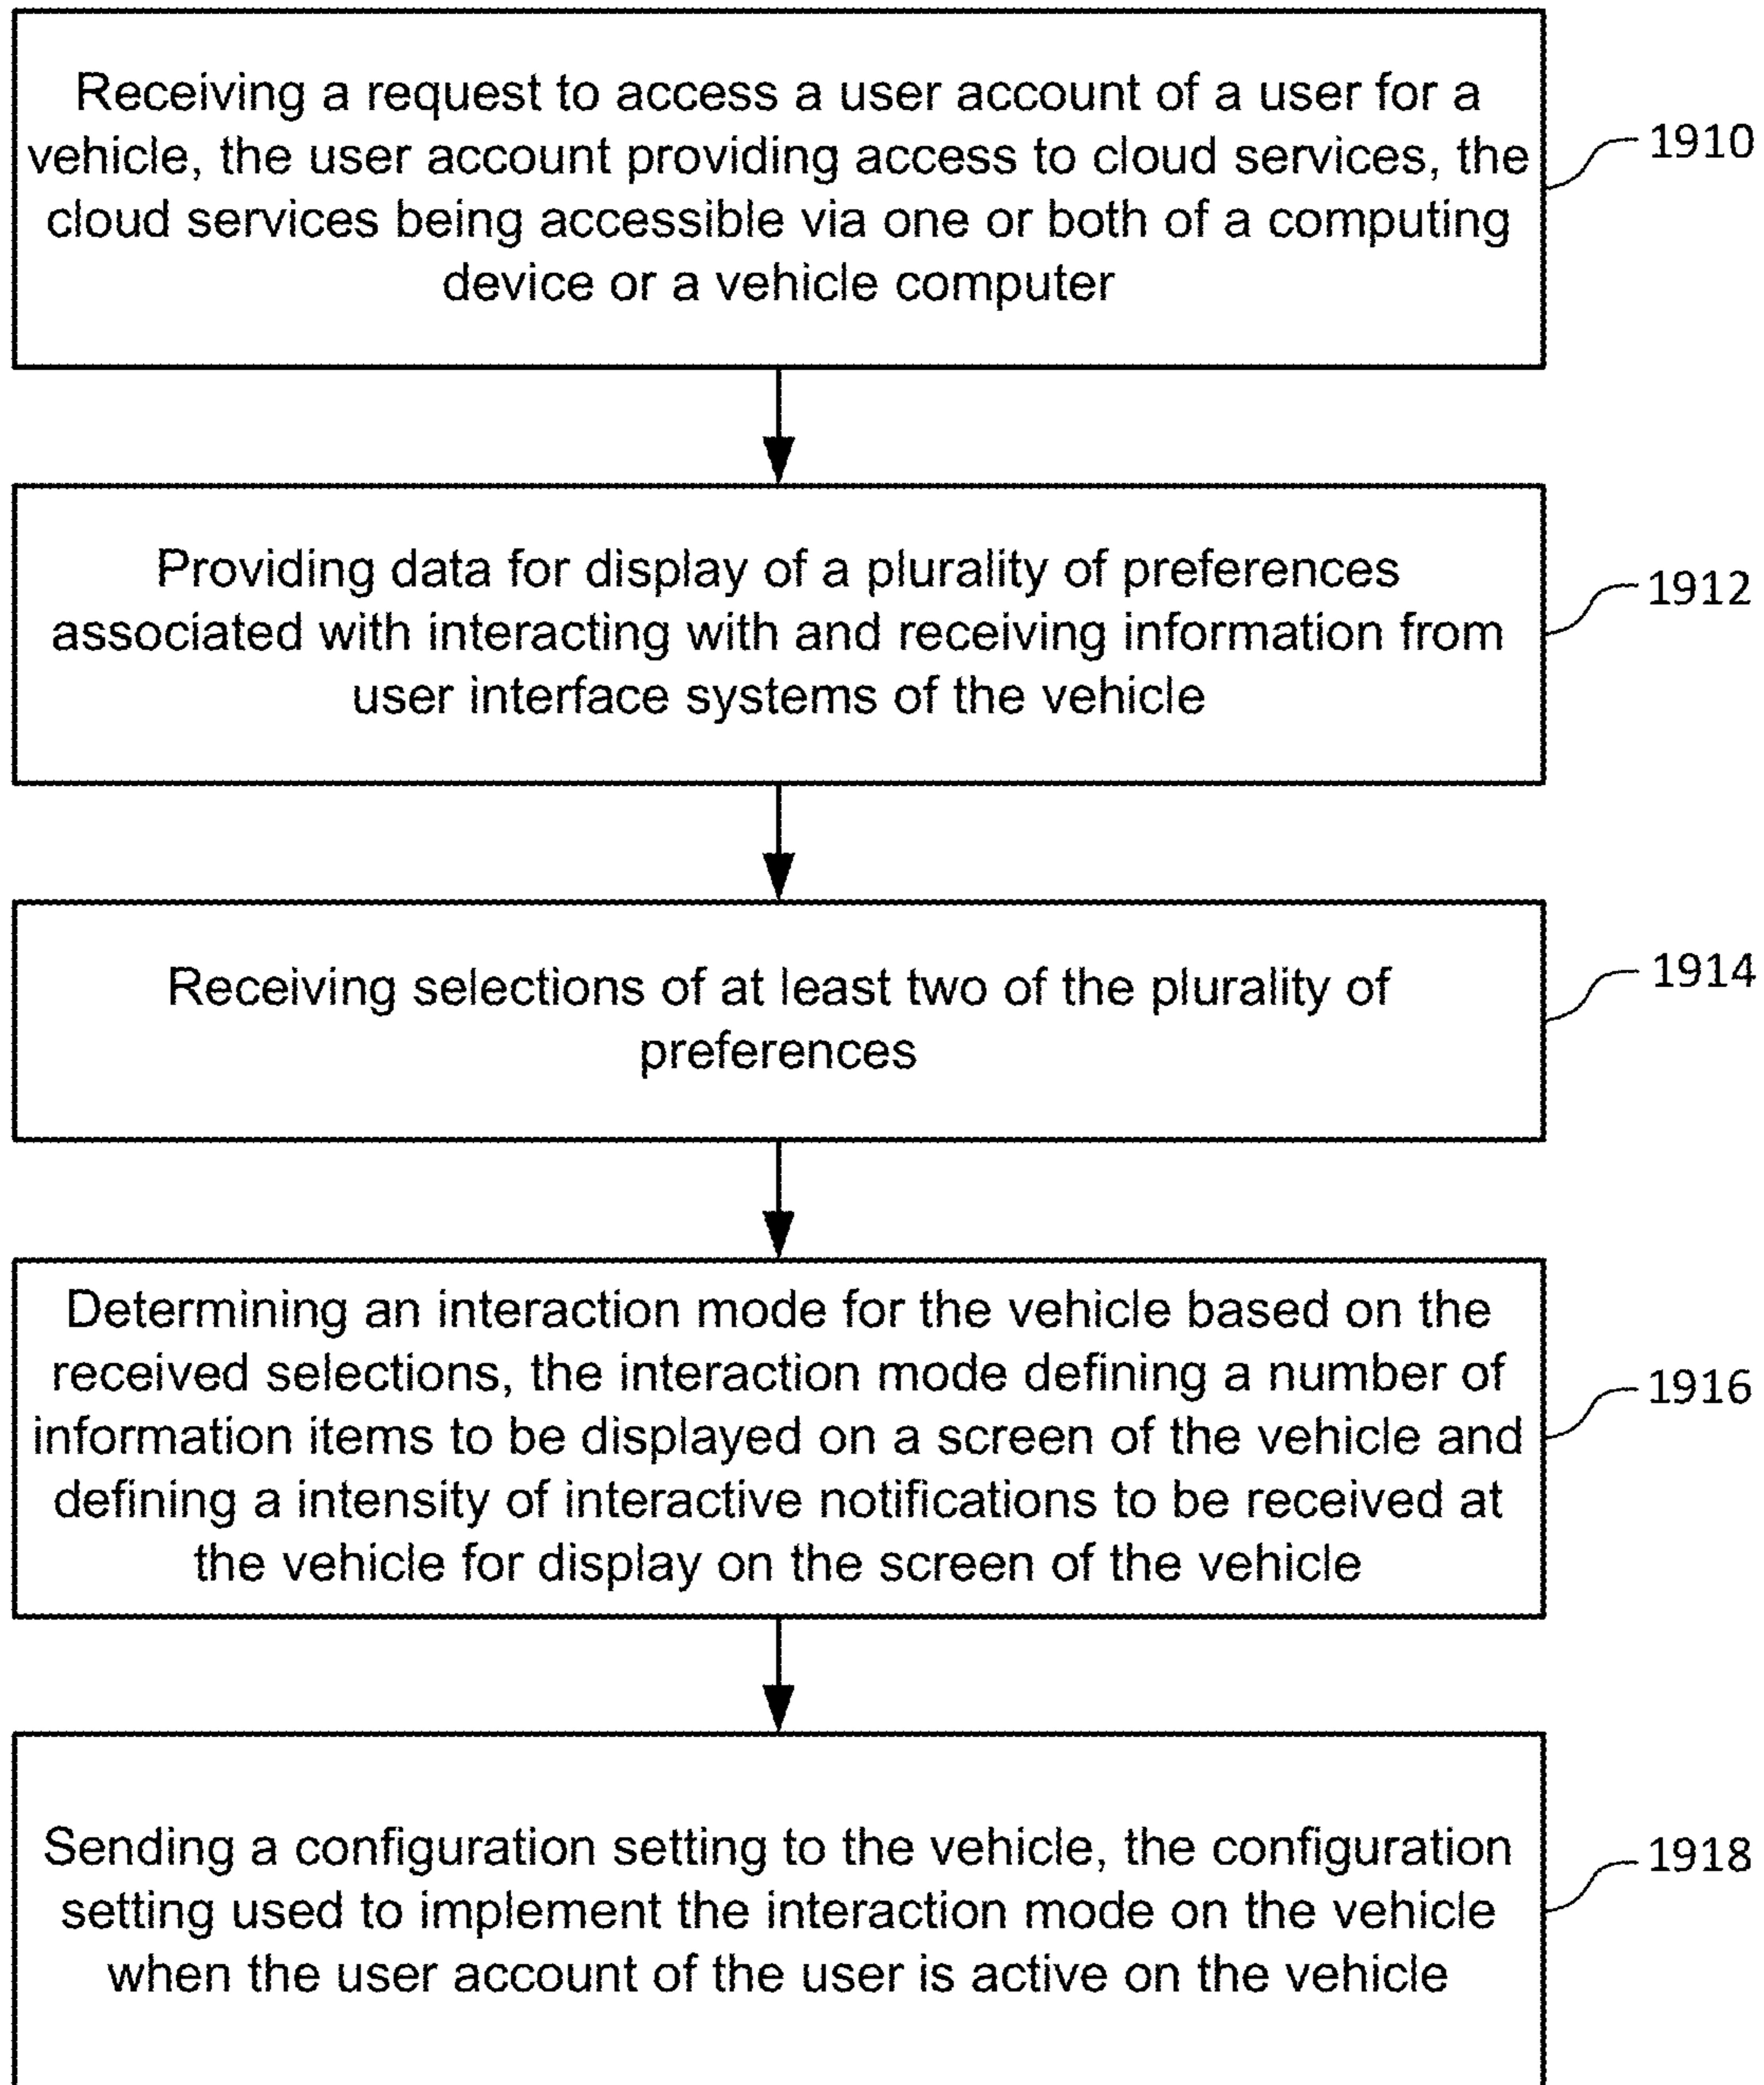 Receiving a request to access a user account of a user for a
vehicle, the user account providing access to cloud services, the
cloud services being accessible via one or both of a computing
device or a vehicle computer
1910
Providing data for display of a plurality of preferences
associated with interacting with and receiving information from
user interface systems of the vehicle
1912
Receiving selections of at least two of the plurality of
preferences
1914
Determining an interaction mode for the vehicle based on the
received selections, the interaction mode defining a number of
information items to be displayed on a screen of the vehicle and
defining a intensity of interactive notifications to be received at
the vehicle for display on the screen of the vehicle
1916
Sending a configuration setting to the vehicle, the configuration
setting used to implement the interaction mode on the vehicle
when the user account of the user is active on the vehicle
1918